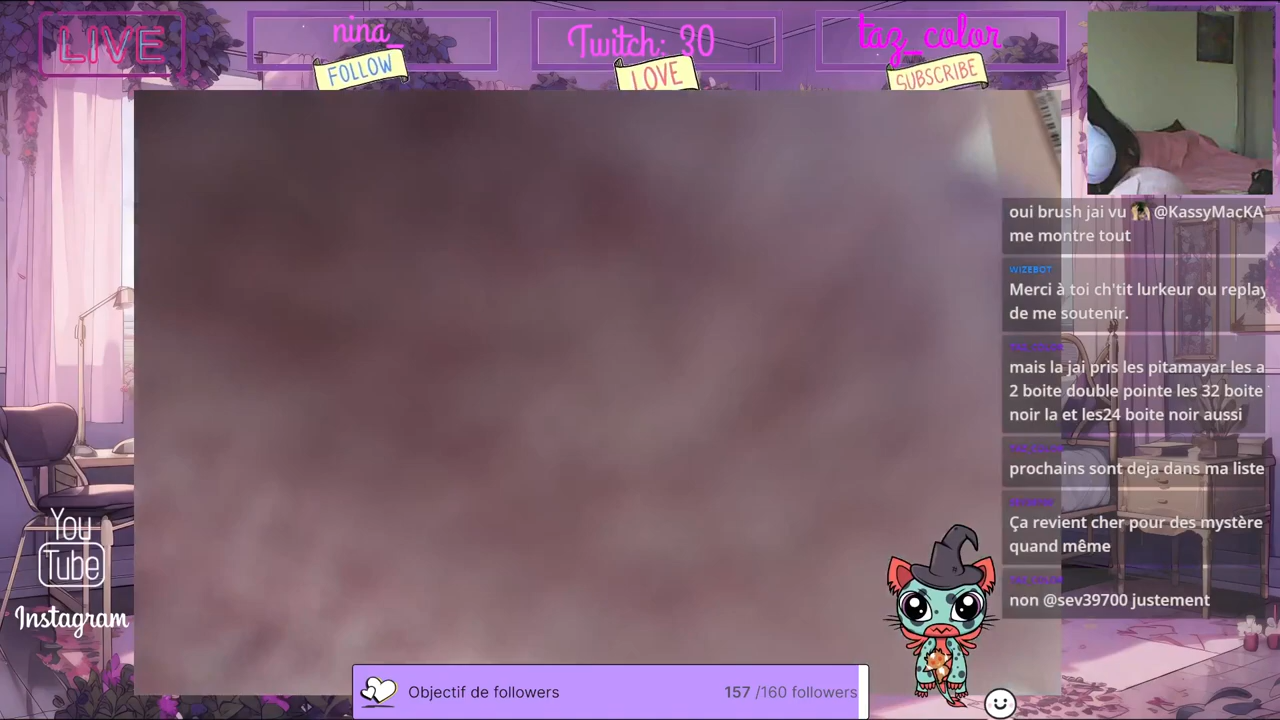 LIVE
nina_
FOLLOW
Twitch: 30
LOVE
taz_color
SUBSCRIBE
oui brush jai vu @KassyMacKA
me montre tout
WIZEBOT
Merci à toi ch'tit lurkeur ou replay
de me soutenir.
mais la jai pris les pitamayar les a
2 boite double pointe les 32 boite
noir la et les24 boite noir aussi
prochains sont deja dans ma liste
Ça revient cher pour des mystère
quand même
non @sev39700 justement
You
Tube
Instagram
Objectif de followers
157 /160 followers